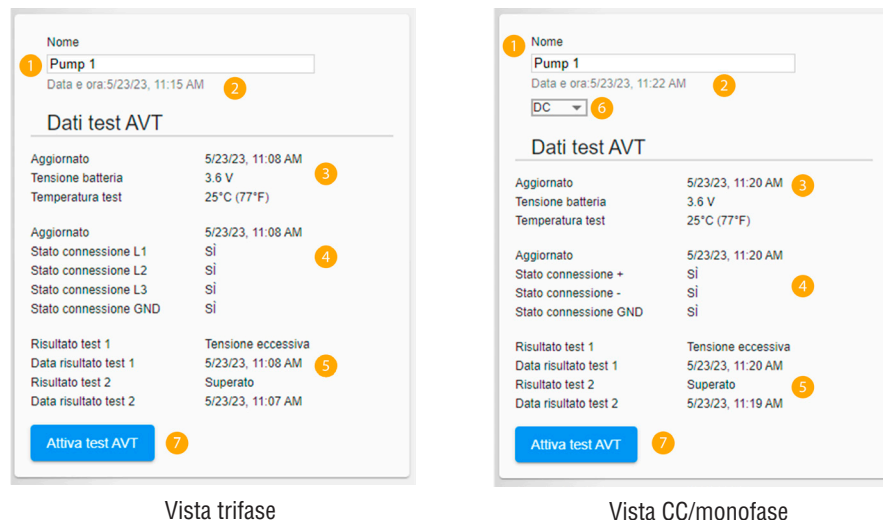 Nome
1 Pump 1
Data e ora:5/23/23, 11:15 AM 2
Dati test AVT
Aggiornato 5/23/23, 11:08 AM
Tensione batteria 3.6 V 3
Temperatura test 25°C (77°F)
Aggiornato 5/23/23, 11:08 AM
Stato connessione L1 SÌ
4
Stato connessione L2 SÌ
Stato connessione L3 SÌ
Stato connessione GND SÌ
Risultato test 1 Tensione eccessiva
Data risultato test 1 5/23/23, 11:08 AM 5
Risultato test 2 Superato
Data risultato test 2 5/23/23, 11:07 AM
Attiva test AVT 7
Vista trifase
Nome
1 Pump 1
Data e ora:5/23/23, 11:22 AM 2
DC 6
Dati test AVT
Aggiornato 5/23/23, 11:20 AM 3
Tensione batteria 3.6 V
Temperatura test 25°C (77°F)
Aggiornato 5/23/23, 11:20 AM
Stato connessione + SÌ
Stato connessione - SÌ 4
Stato connessione GND SÌ
Risultato test 1 Tensione eccessiva
Data risultato test 1 5/23/23, 11:20 AM
Risultato test 2 Superato 5
Data risultato test 2 5/23/23, 11:19 AM
Attiva test AVT 7
Vista CC/monofase